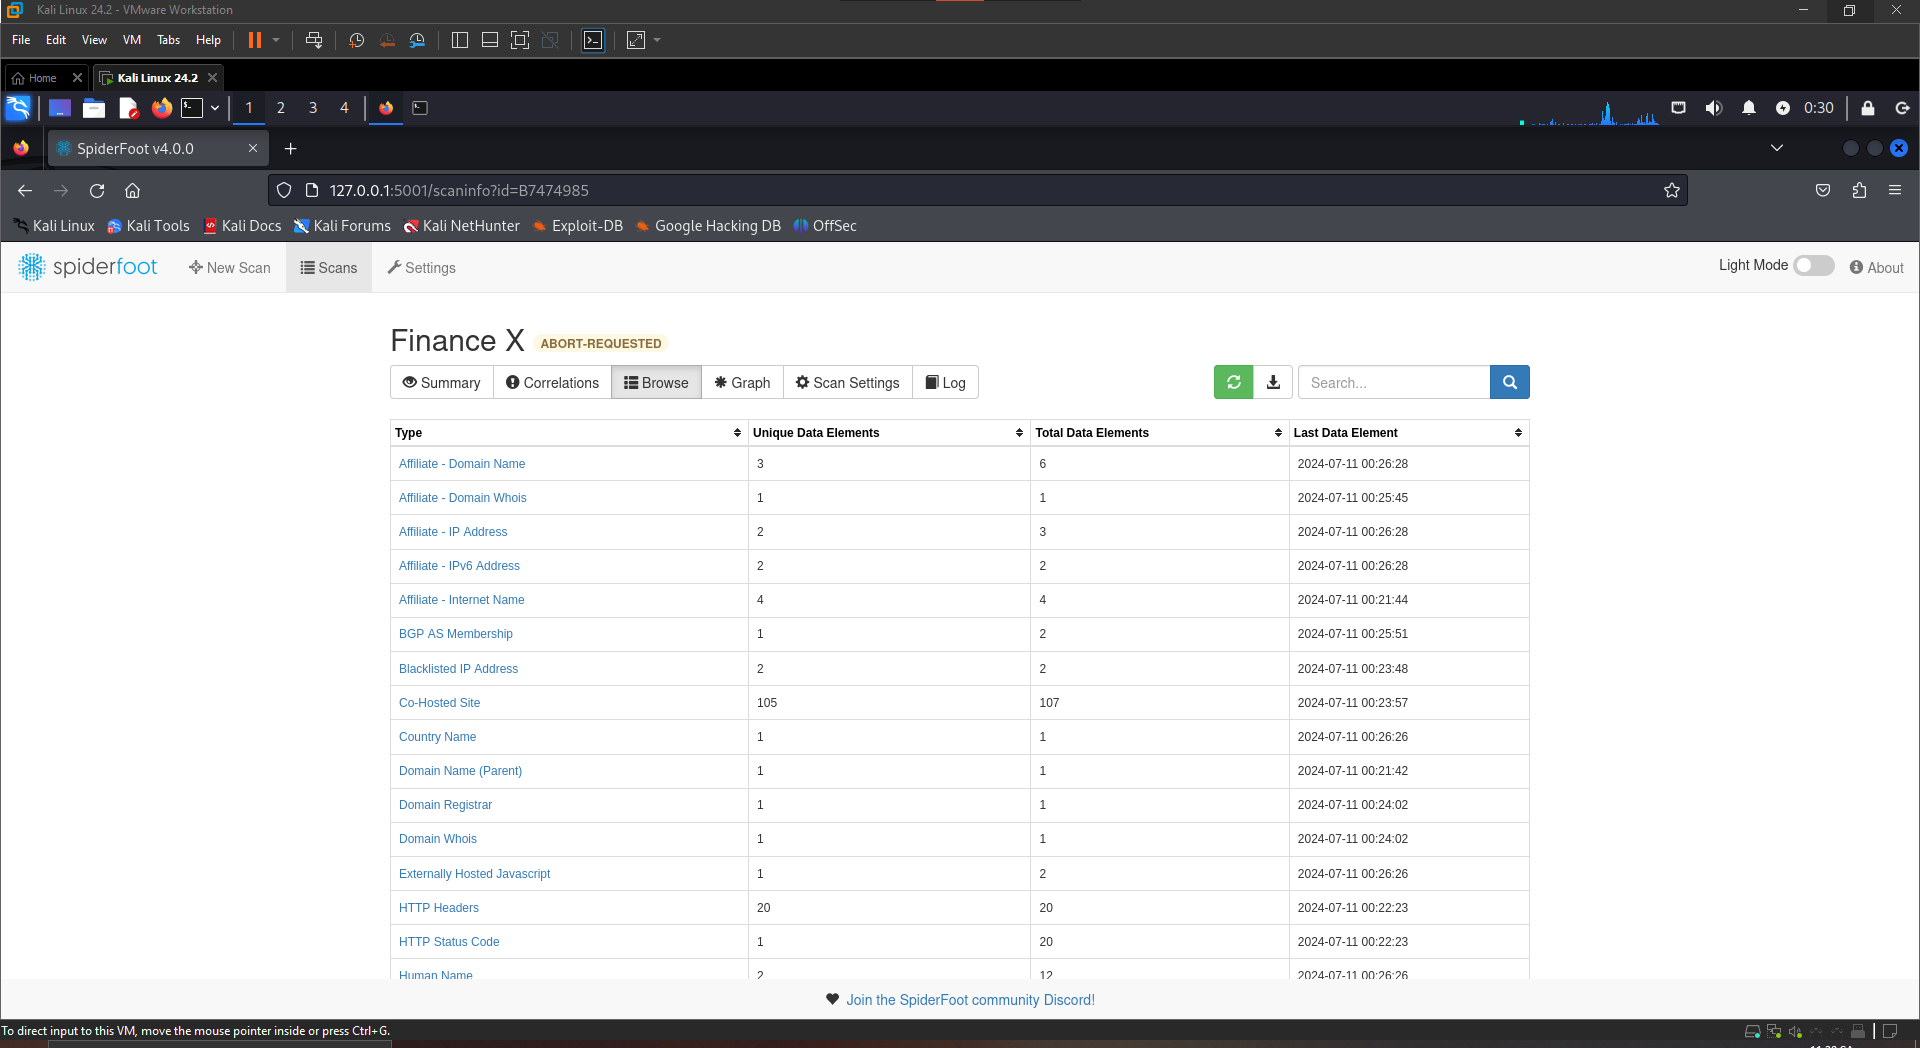 Kali Linux 24.2 - VMware Workstation
File Edit View VM Tabs Help
Home Kali Linux 24.2
1 2 3 4 0:30
SpiderFoot v4.0.0
127.0.0.1:5001/scaninfo?id=B7474985
Kali Linux Kali Tools Kali Docs Kali Forums Kali NetHunter Exploit-DB Google Hacking DB OffSec
spiderfoot New Scan Scans Settings Light Mode About
Finance X ABORT-REQUESTED
Summary Correlations Browse Graph Scan Settings Log Search...
Type Unique Data Elements Total Data Elements Last Data Element
Affiliate - Domain Name 3 6 2024-07-11 00:26:28
Affiliate - Domain Whois 1 1 2024-07-11 00:25:45
Affiliate - IP Address 2 3 2024-07-11 00:26:28
Affiliate - IPv6 Address 2 2 2024-07-11 00:26:28
Affiliate - Internet Name 4 4 2024-07-11 00:21:44
BGP AS Membership 1 2 2024-07-11 00:25:51
Blacklisted IP Address 2 2 2024-07-11 00:23:48
Co-Hosted Site 105 107 2024-07-11 00:23:57
Country Name 1 1 2024-07-11 00:26:26
Domain Name (Parent) 1 1 2024-07-11 00:21:42
Domain Registrar 1 1 2024-07-11 00:24:02
Domain Whois 1 1 2024-07-11 00:24:02
Externally Hosted Javascript 1 2 2024-07-11 00:26:26
HTTP Headers 20 20 2024-07-11 00:22:23
HTTP Status Code 1 20 2024-07-11 00:22:23
Human Name 2 12 2024-07-11 00:26:26
Join the SpiderFoot community Discord!
To direct input to this VM, move the mouse pointer inside or press Ctrl+G.